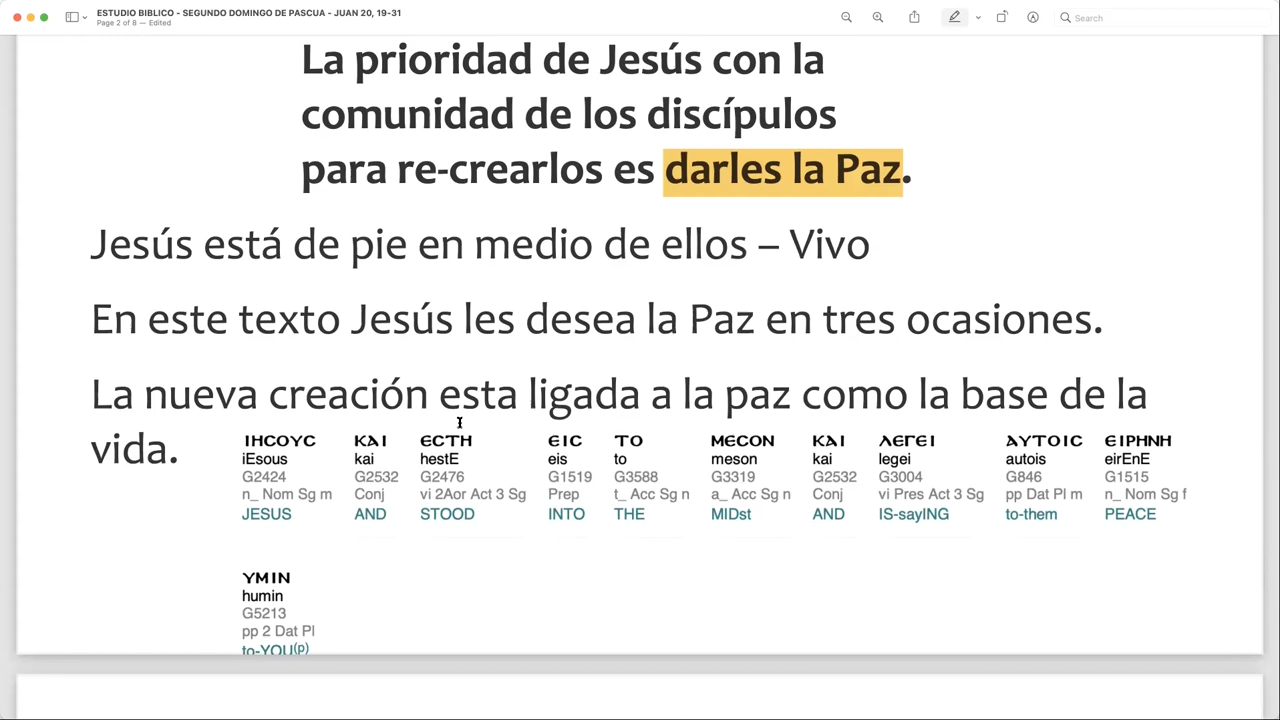 ESTUDIO BIBLICO - SEGUNDO DOMINGO DE PASCUA - JUAN 20, 19-31
Page 2 of 8 — Edited
Search
La prioridad de Jesús con la
comunidad de los discípulos
para re-crearlos es darles la Paz.
Jesús está de pie en medio de ellos – Vivo
En este texto Jesús les desea la Paz en tres ocasiones.
La nueva creación esta ligada a la paz como la base de la
vida.
ΙΗϹΟΥϹ ΚΑΙ ΕϹΤΗ ΕΙϹ ΤΟ ΜΕϹΟΝ ΚΑΙ ΛΕΓΕΙ ΑΥΤΟΙϹ ΕΙΡΗΝΗ
iEsous kai hestE eis to meson kai legei autois eirEnE
G2424 G2532 G2476 G1519 G3588 G3319 G2532 G3004 G846 G1515
n_ Nom Sg m Conj vi 2Aor Act 3 Sg Prep t_ Acc Sg n a_ Acc Sg n Conj vi Pres Act 3 Sg pp Dat Pl m n_ Nom Sg f
JESUS AND STOOD INTO THE MIDst AND IS-sayING to-them PEACE
ΥΜΙΝ
humin
G5213
pp 2 Dat Pl
to-YOU(p)